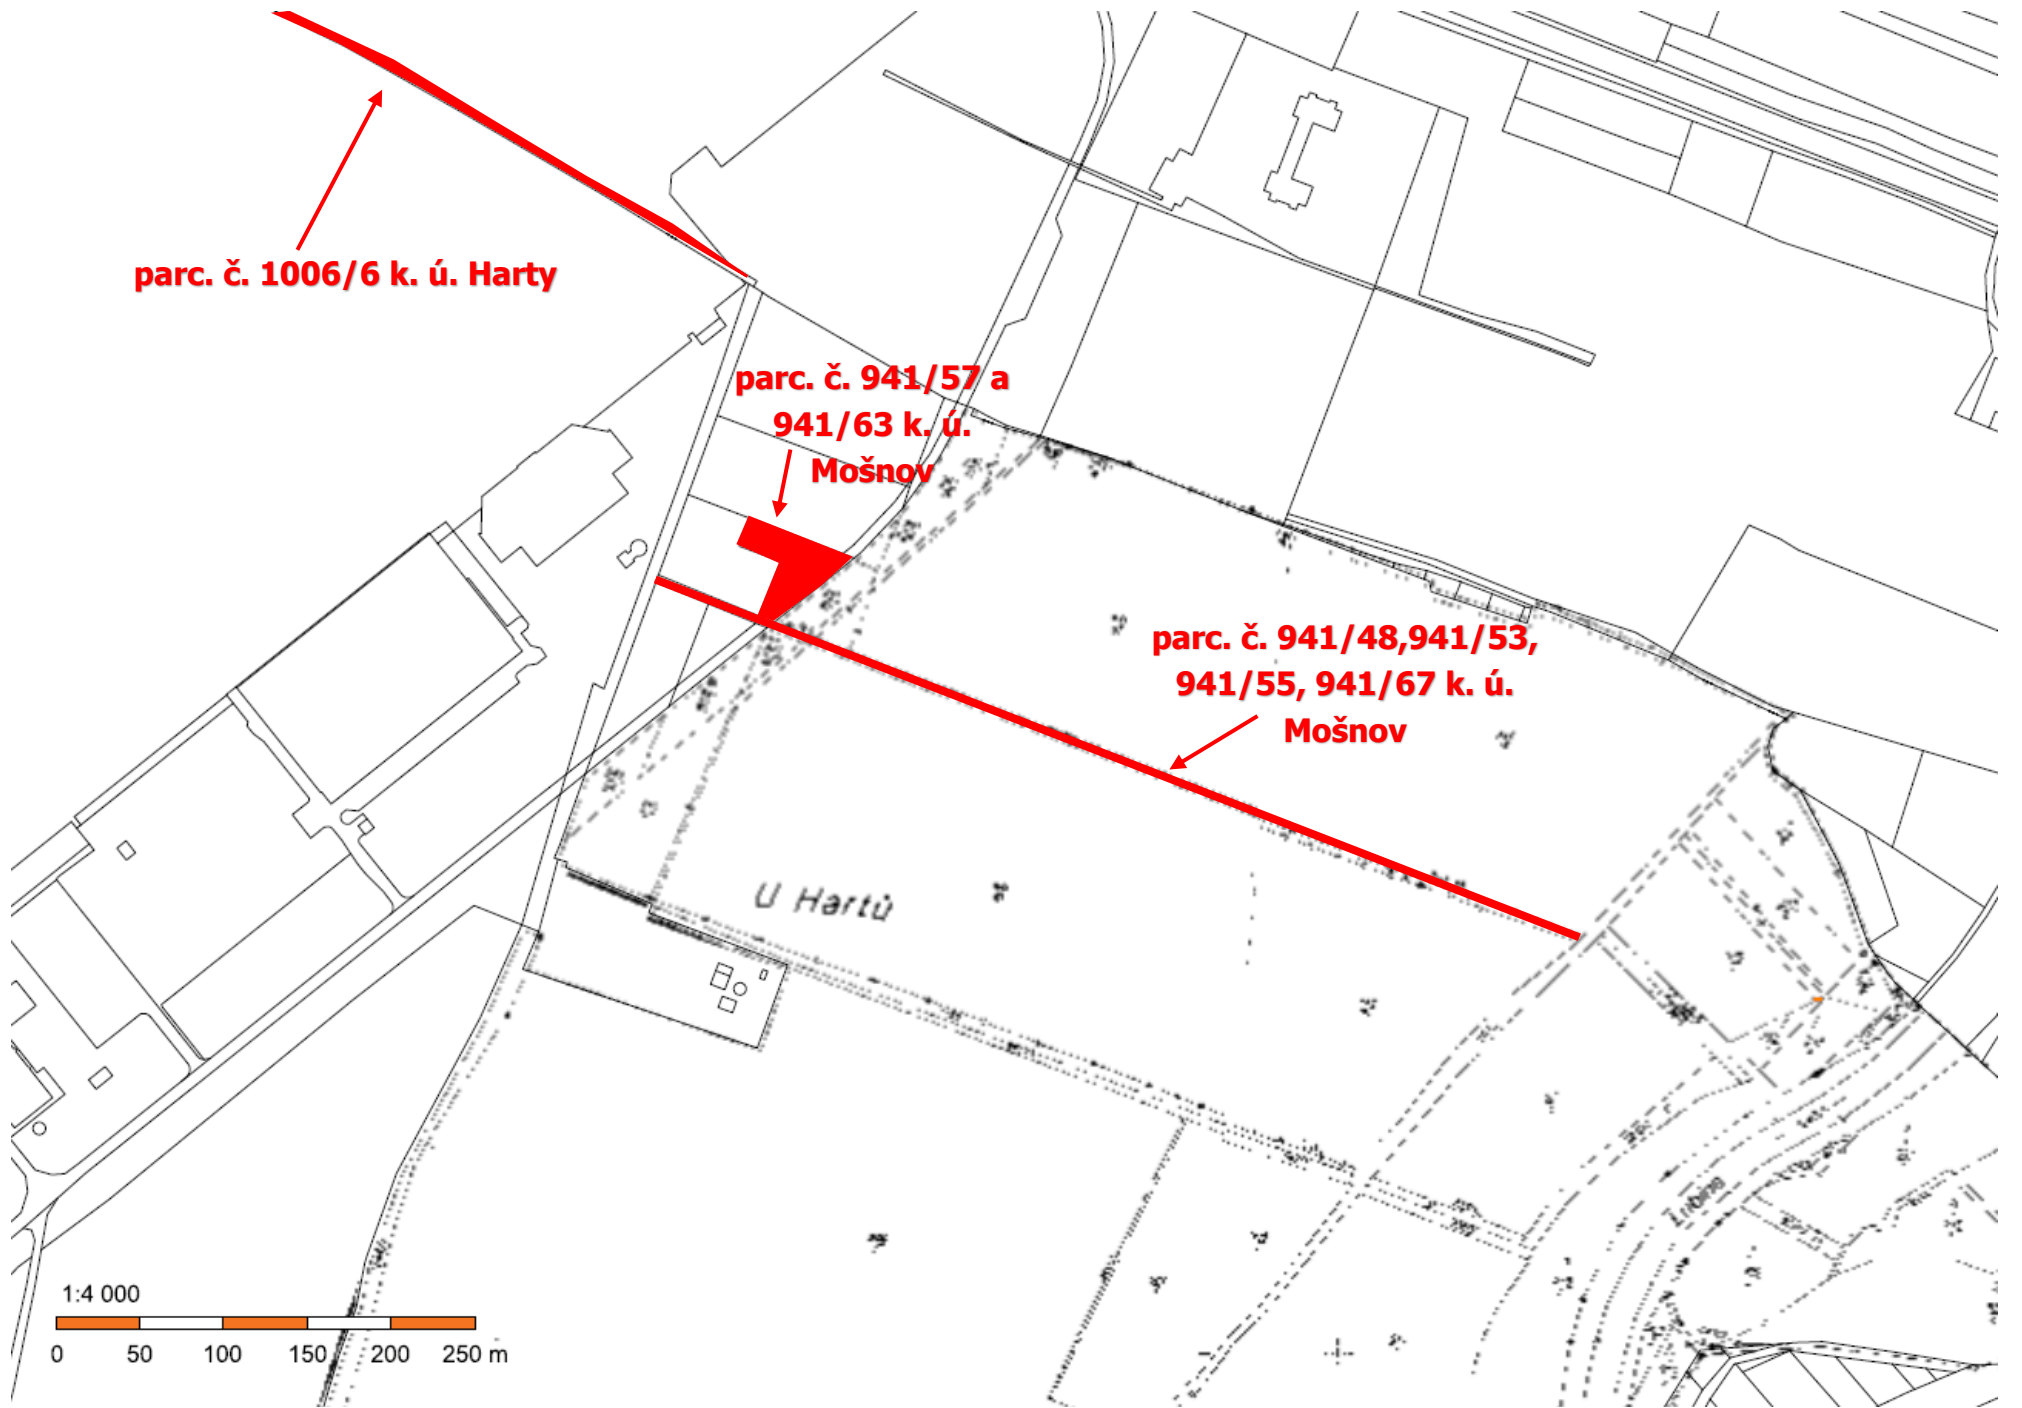 parc. č. 1006/6 k. ú. Harty
parc. č. 941/57 a
941/63 k. ú.
Mošnov
parc. č. 941/48,941/53,
941/55, 941/67 k. ú.
Mošnov
U Hartů
1:4 000
0 50 100 150 200 250 m